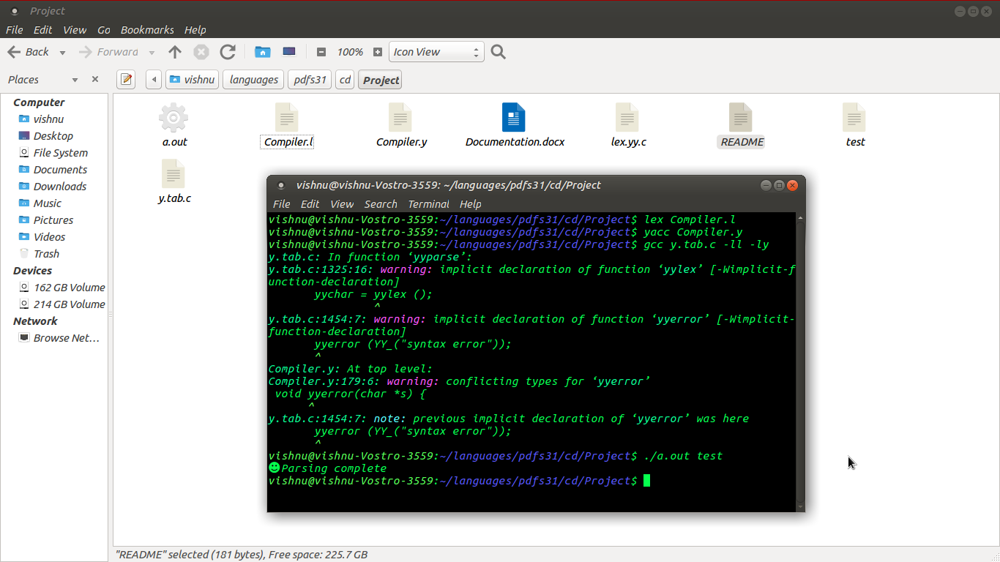 Project
File Edit View Go Bookmarks Help
Back Forward 100% Icon View
Places vishnu languages pdfs31 cd Project
Computer
vishnu
Desktop
File System
Documents
Downloads
Music
Pictures
Videos
Trash
Devices
162 GB Volume
214 GB Volume
Network
Browse Net...
a.out Compiler.l Compiler.y Documentation.docx lex.yy.c README test
y.tab.c
vishnu@vishnu-Vostro-3559: ~/languages/pdfs31/cd/Project
File Edit View Search Terminal Help
vishnu@vishnu-Vostro-3559:~/languages/pdfs31/cd/Project$ lex Compiler.l
vishnu@vishnu-Vostro-3559:~/languages/pdfs31/cd/Project$ yacc Compiler.y
vishnu@vishnu-Vostro-3559:~/languages/pdfs31/cd/Project$ gcc y.tab.c -ll -ly
y.tab.c: In function ‘yyparse’:
y.tab.c:1325:16: warning: implicit declaration of function ‘yylex’ [-Wimplicit-f
unction-declaration]
yychar = yylex ();
^
y.tab.c:1454:7: warning: implicit declaration of function ‘yyerror’ [-Wimplicit-
function-declaration]
yyerror (YY_("syntax error"));
^
Compiler.y: At top level:
Compiler.y:179:6: warning: conflicting types for ‘yyerror’
void yyerror(char *s) {
^
y.tab.c:1454:7: note: previous implicit declaration of ‘yyerror’ was here
yyerror (YY_("syntax error"));
^
vishnu@vishnu-Vostro-3559:~/languages/pdfs31/cd/Project$ ./a.out test
☻Parsing complete
vishnu@vishnu-Vostro-3559:~/languages/pdfs31/cd/Project$
"README" selected (181 bytes), Free space: 225.7 GB